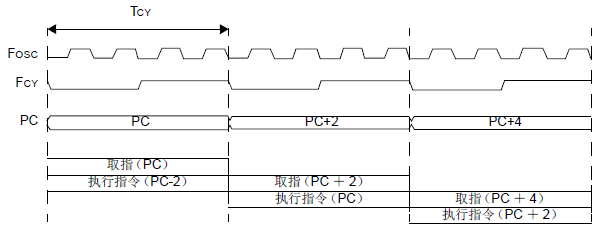 TCY
FOSC
FCY
PC PC PC+2 PC+4
取指（PC）
执行指令（PC-2） 取指（PC + 2）
执行指令（PC） 取指（PC + 4）
执行指令（PC + 2）